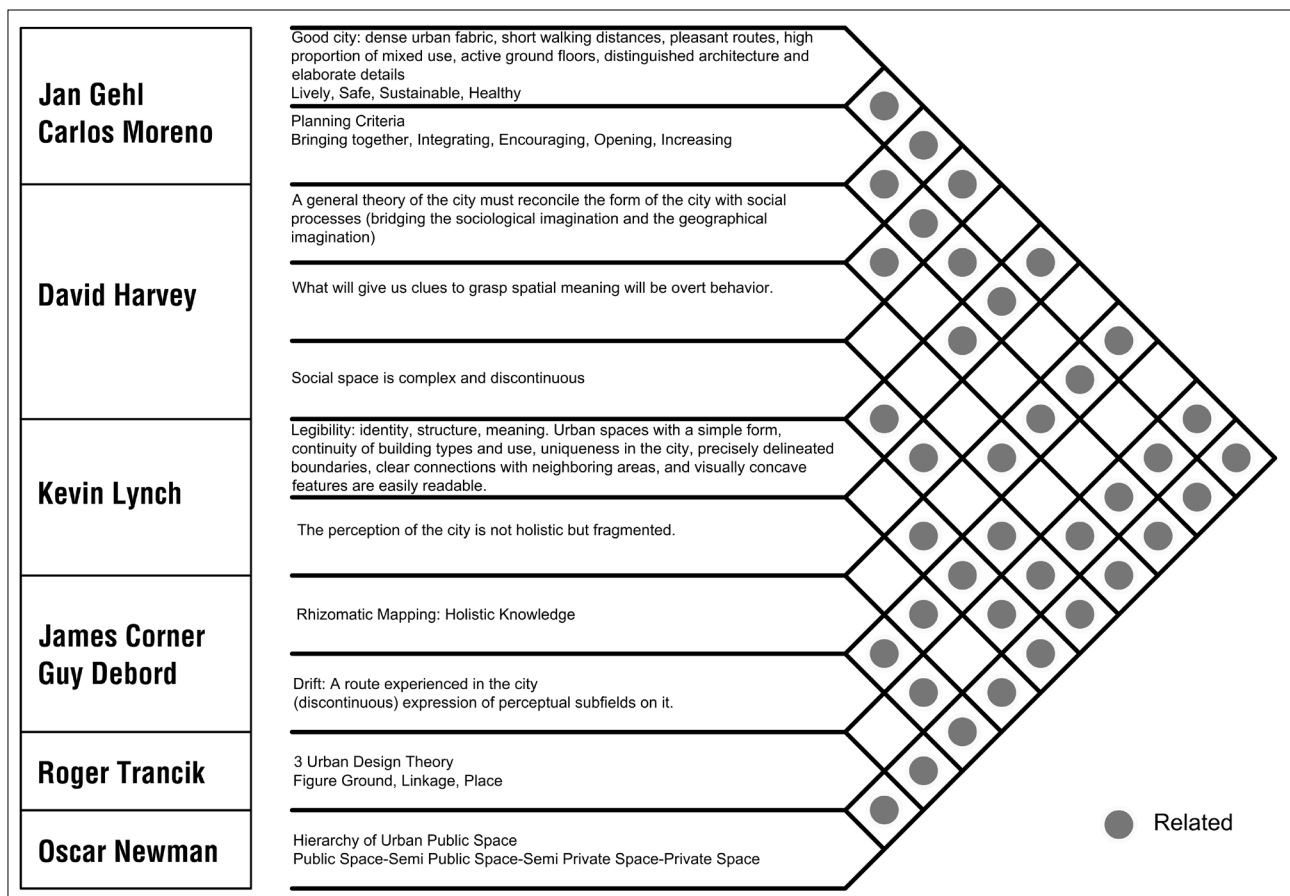 Jan Gehl
Carlos Moreno
Good city: dense urban fabric, short walking distances, pleasant routes, high
proportion of mixed use, active ground floors, distinguished architecture and
elaborate details
Lively, Safe, Sustainable, Healthy
Planning Criteria
Bringing together, Integrating, Encouraging, Opening, Increasing
David Harvey
A general theory of the city must reconcile the form of the city with social
processes (bridging the sociological imagination and the geographical
imagination)
What will give us clues to grasp spatial meaning will be overt behavior.
Social space is complex and discontinuous
Kevin Lynch
Legibility: identity, structure, meaning. Urban spaces with a simple form,
continuity of building types and use, uniqueness in the city, precisely delineated
boundaries, clear connections with neighboring areas, and visually concave
features are easily readable.
The perception of the city is not holistic but fragmented.
James Corner
Guy Debord
Rhizomatic Mapping: Holistic Knowledge
Drift: A route experienced in the city
(discontinuous) expression of perceptual subfields on it.
Roger Trancik
3 Urban Design Theory
Figure Ground, Linkage, Place
Oscar Newman
Hierarchy of Urban Public Space
Public Space-Semi Public Space-Semi Private Space-Private Space
Related